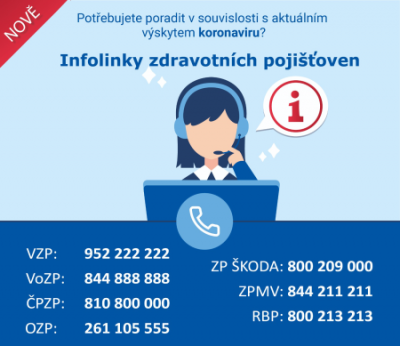 NOVĚ
Potřebujete poradit v souvislosti s aktuálním
výskytem koronaviru?
Infolinky zdravotních pojišťoven
i
VZP: 952 222 222
VoZP: 844 888 888
ČPZP: 810 800 000
OZP: 261 105 555
ZP ŠKODA: 800 209 000
ZPMV: 844 211 211
RBP: 800 213 213